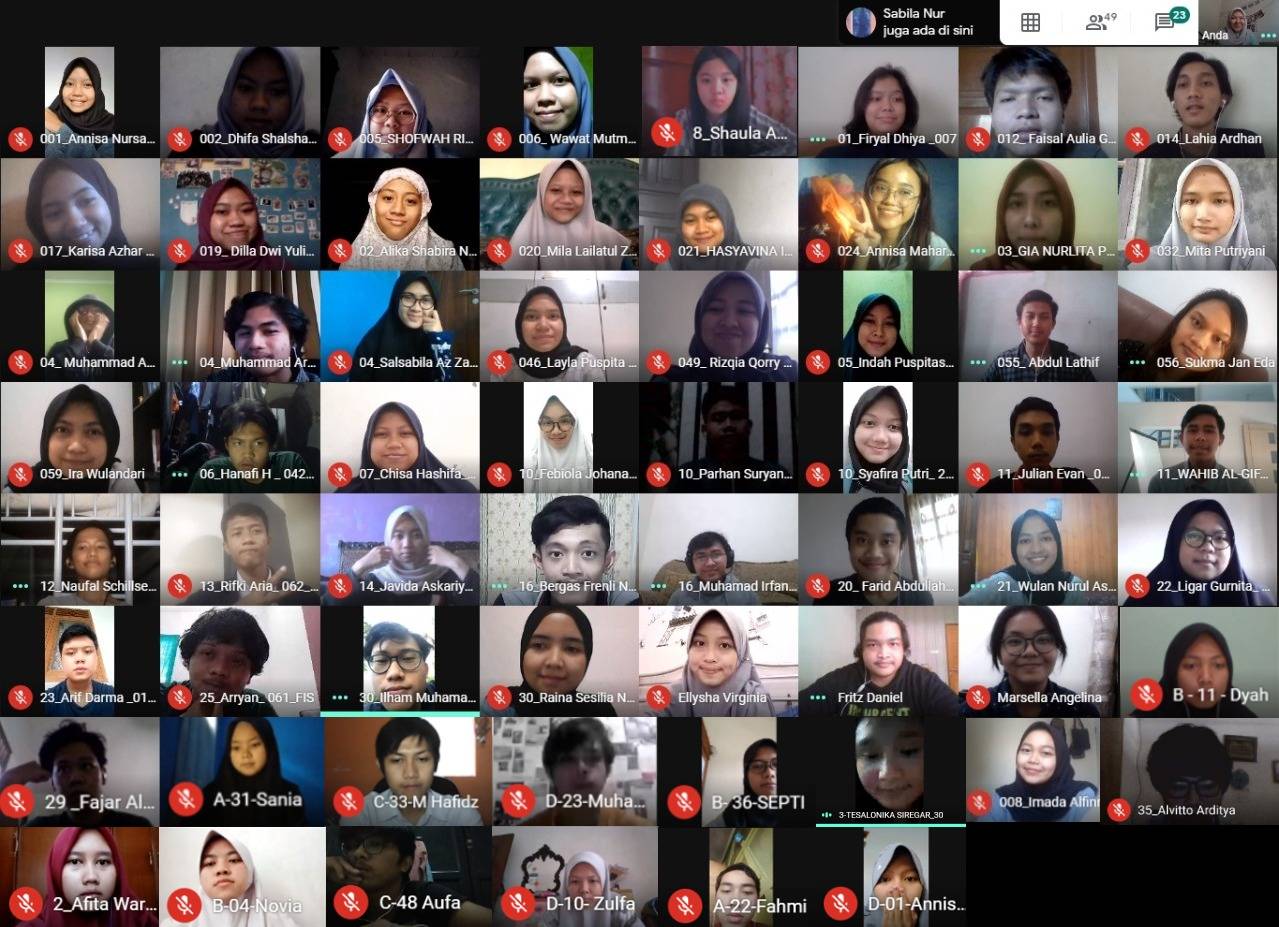 Sabila Nur
juga ada di sini
49
23
Anda
001_Annisa Nursa...
002_Dhifa Shalsha...
005_SHOFWAH RI...
006_ Wawat Mutm...
8_Shaula A...
01_Firyal Dhiya _007
012_ Faisal Aulia G...
014_Lahia Ardhan
017_Karisa Azhar ...
019_ Dilla Dwi Yuli...
02_Alika Shabira N...
020_Mila Lailatul Z...
021_HASYAVINA I...
024_Annisa Mahar...
03_GIA NURLITA P...
032_Mita Putriyani
04_ Muhammad A...
04_Muhammad Ar...
04_Salsabila Az Za...
046_Layla Puspita ...
049_ Rizqia Qorry ...
05_Indah Puspitas...
055_ Abdul Lathif
056_Sukma Jan Eda
059_Ira Wulandari
06_Hanafi H _ 042...
07_Chisa Hashifa_...
10_Febiola Johana...
10_Parhan Suryan...
10_Syafira Putri_ 2...
11_Julian Evan _0...
11_WAHIB AL-GIF...
12_Naufal Schillse...
13_Rifki Aria_ 062_...
14_Javida Askariy...
16_Bergas Frenli N...
16_Muhamad Irfan...
20_ Farid Abdullah...
21_Wulan Nurul As...
22_Ligar Gurnita_ ...
23_Arif Darma _01...
25_Arryan_ 061_FIS
30_Ilham Muhama...
30_Raina Sesilia N...
Ellysha Virginia
Fritz Daniel
Marsella Angelina
B - 11 - Dyah
29 _Fajar Al...
A-31-Sania
C-33-M Hafidz
D-23-Muha...
B- 36-SEPTI
3-TESALONIKA SIREGAR_30
008_Imada Alfini
35_Alvitto Arditya
2_Afita War...
B-04-Novia
C-48 Aufa
D-10- Zulfa
A-22-Fahmi
D-01-Annis...